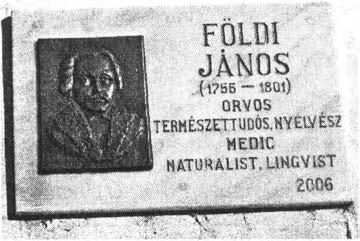 FÖLDI
JÁNOS
(1755 — 1801)
ORVOS
TERMÉSZETTUDÓS, NYELVÉSZ
MEDIC
NATURALIST, LINGVIST
2006